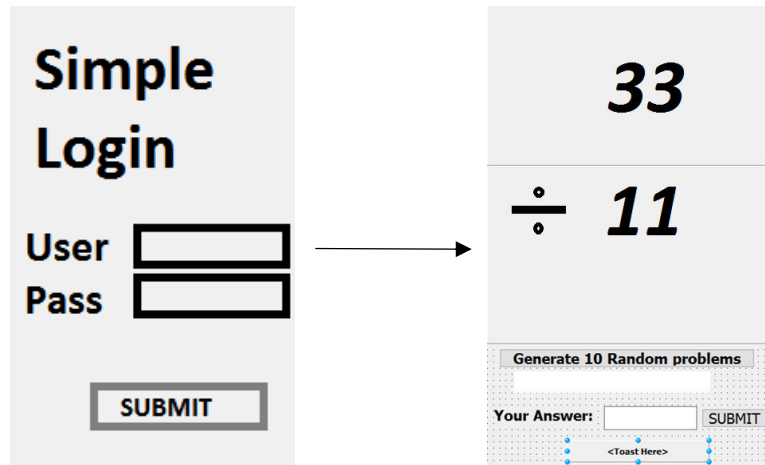 Simple
Login
User
Pass
SUBMIT
33
÷ 11
Generate 10 Random problems
Your Answer:
SUBMIT
<Toast Here>